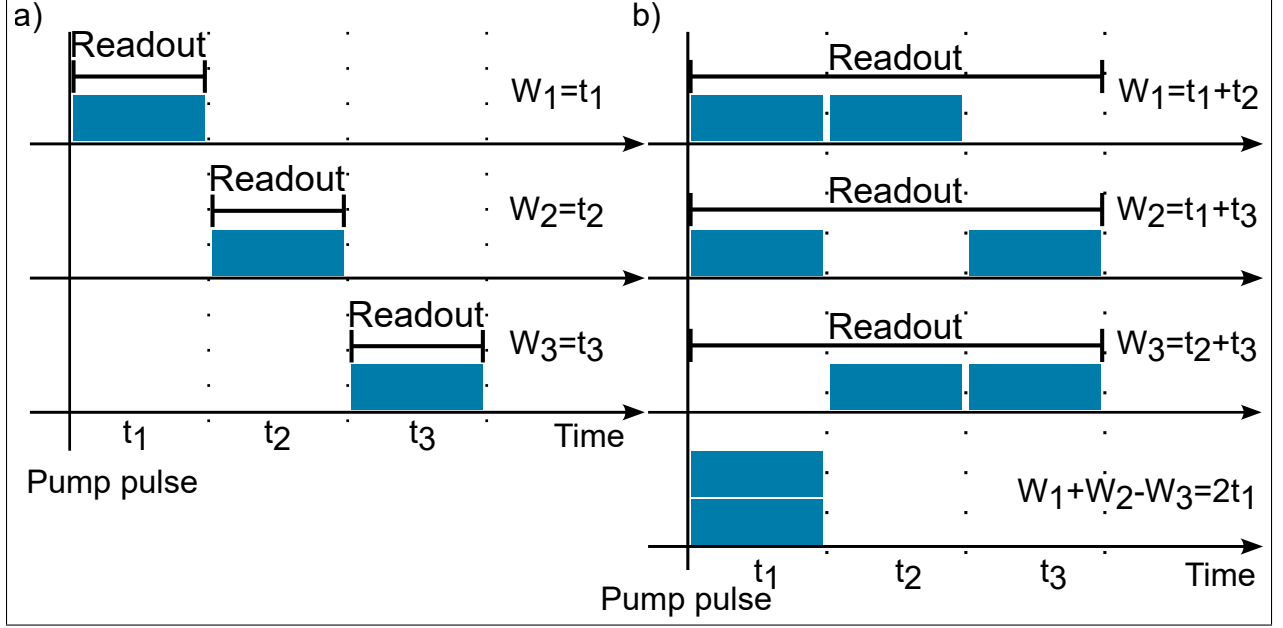 a)
Readout
W₁=t₁
Readout
W₂=t₂
Readout
W₃=t₃
t₁ t₂ t₃ Time
Pump pulse
b)
Readout
W₁=t₁+t₂
Readout
W₂=t₁+t₃
Readout
W₃=t₂+t₃
W₁+W₂-W₃=2t₁
t₁ t₂ t₃ Time
Pump pulse